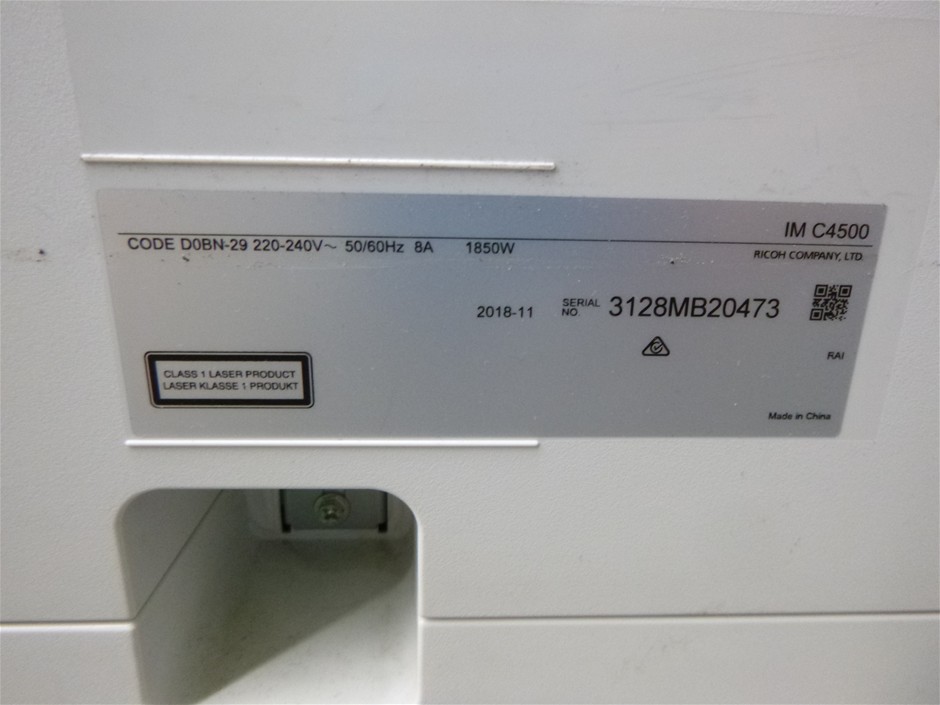 IM C4500
CODE D0BN-29 220-240V～ 50/60Hz 8A 1850W
RICOH COMPANY, LTD.
2018-11 SERIAL NO. 3128MB20473
RAI
CLASS 1 LASER PRODUCT
LASER KLASSE 1 PRODUKT
Made in China